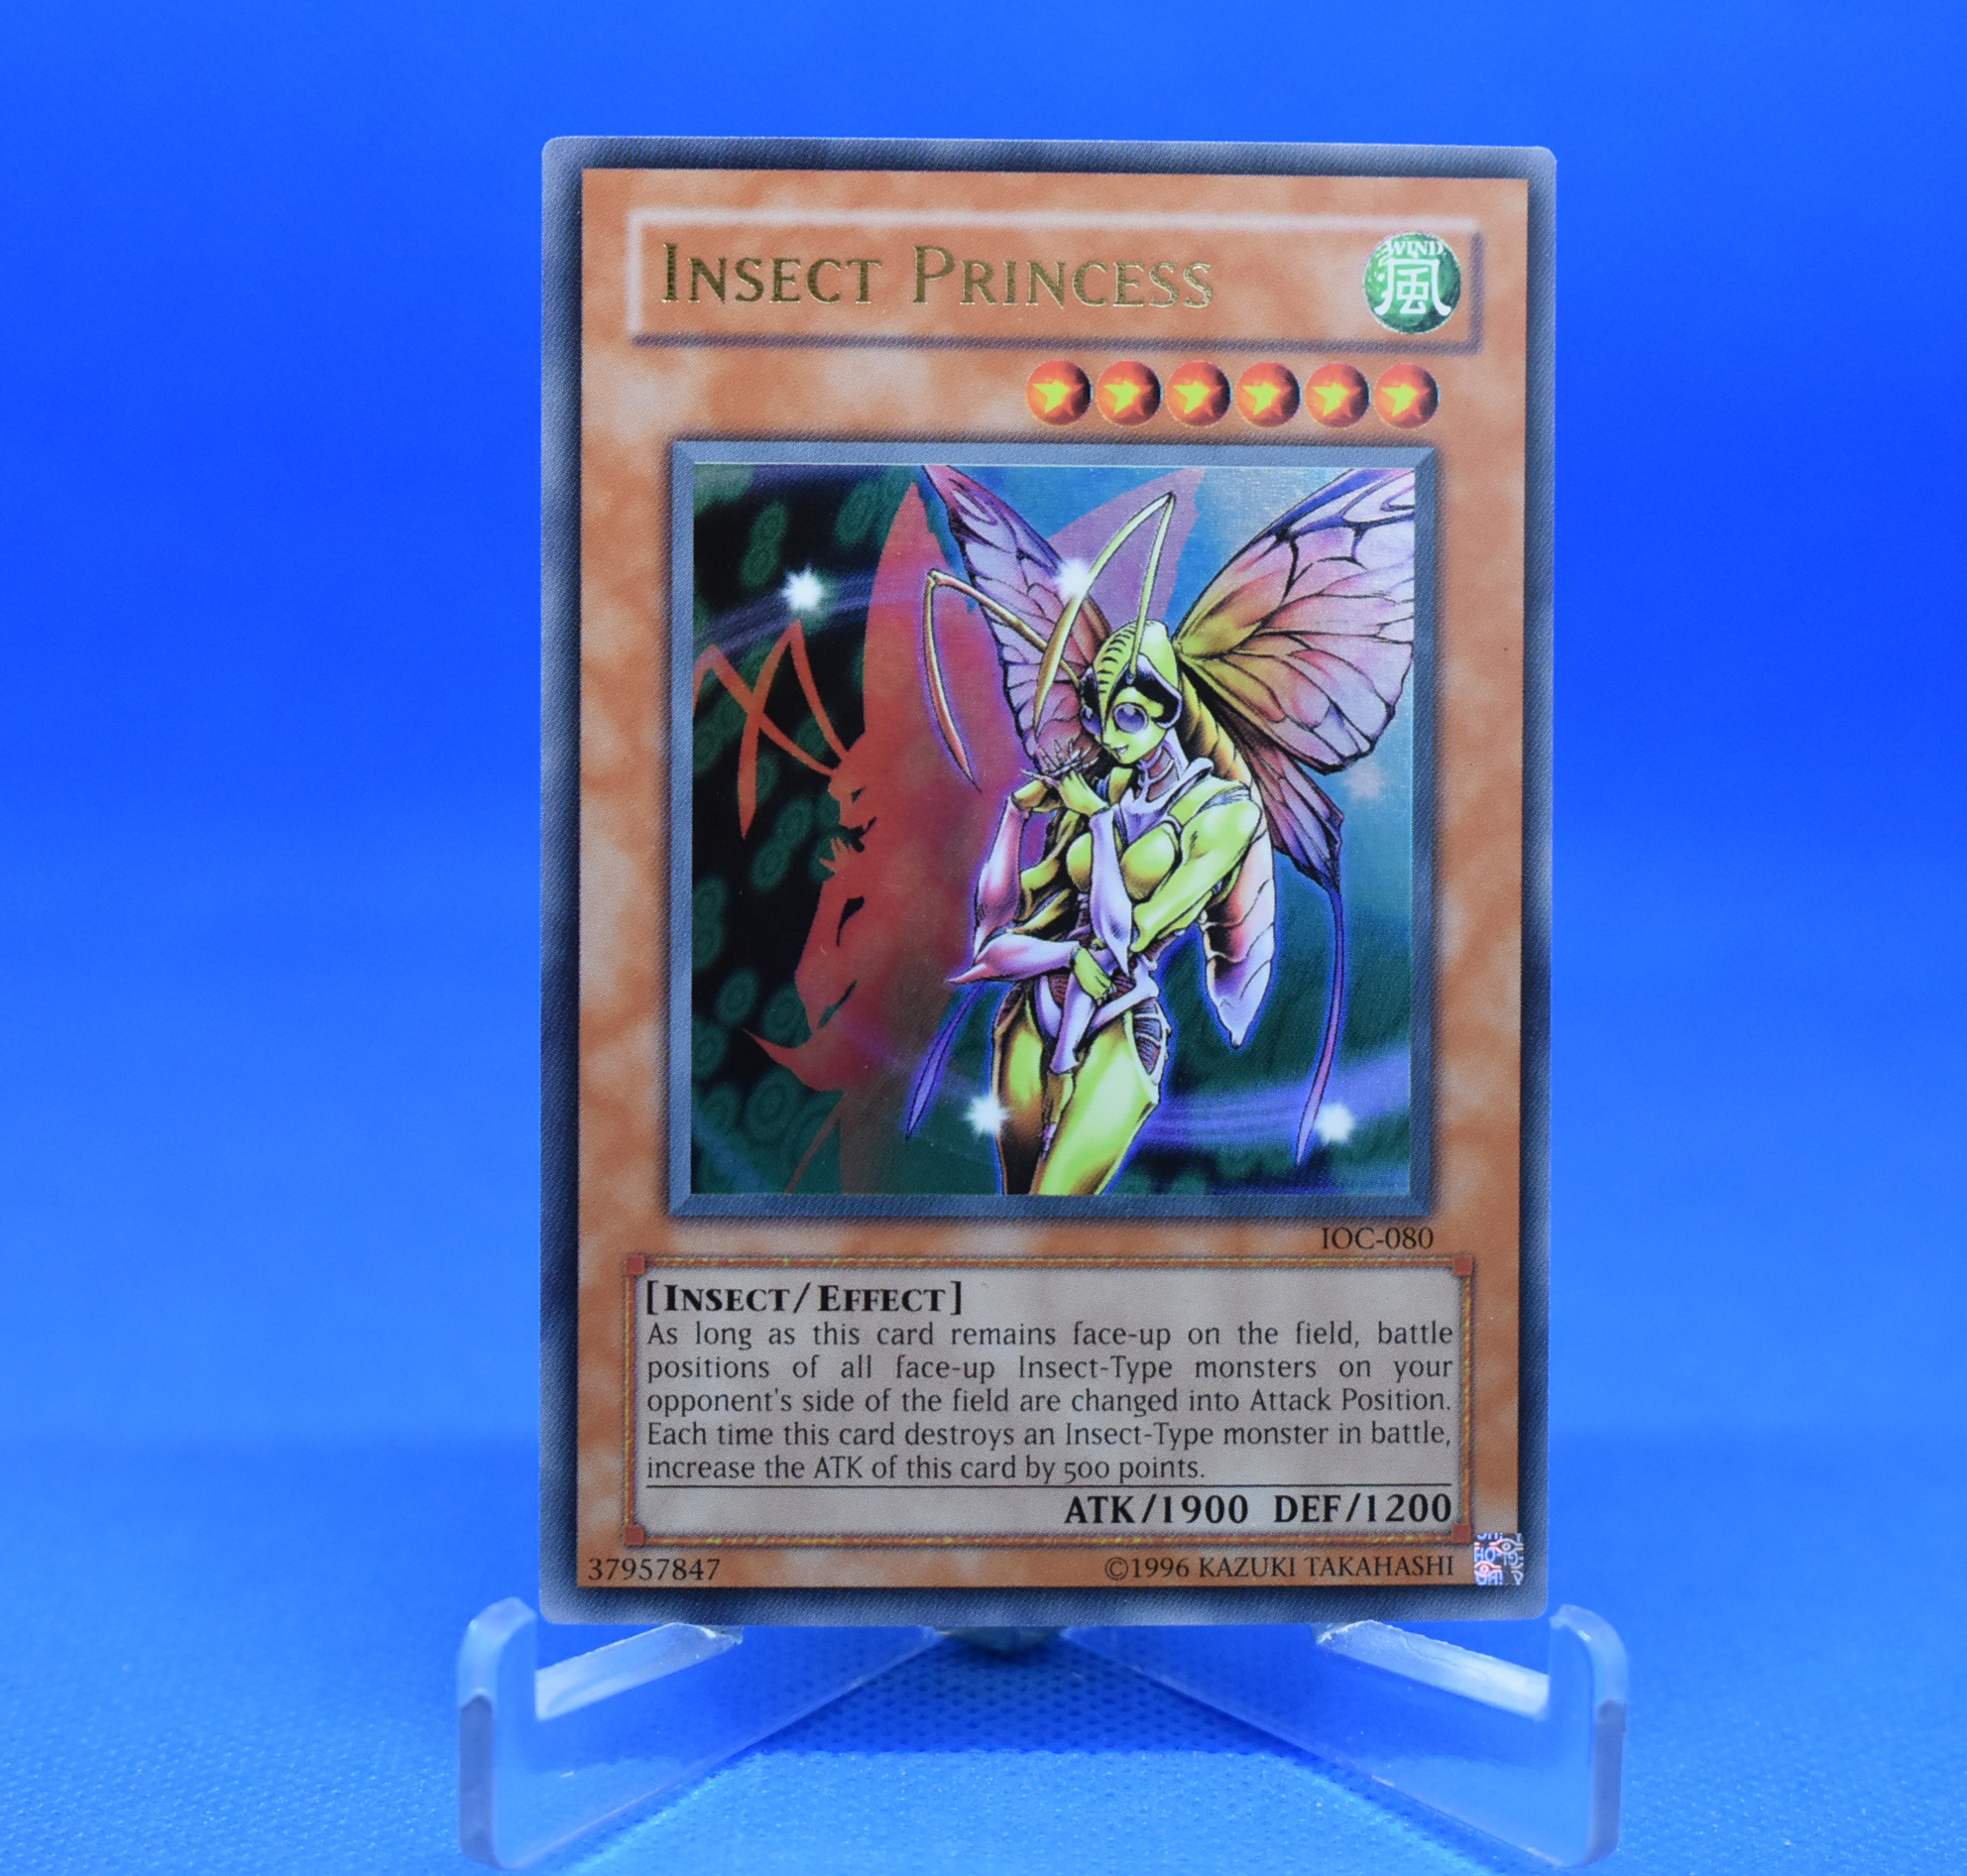 INSECT PRINCESS
WIND
風
IOC-080
[INSECT/EFFECT]
As long as this card remains face-up on the field, battle
positions of all face-up Insect-Type monsters on your
opponent's side of the field are changed into Attack Position.
Each time this card destroys an Insect-Type monster in battle,
increase the ATK of this card by 500 points.
ATK/1900 DEF/1200
37957847
©1996 KAZUKI TAKAHASHI